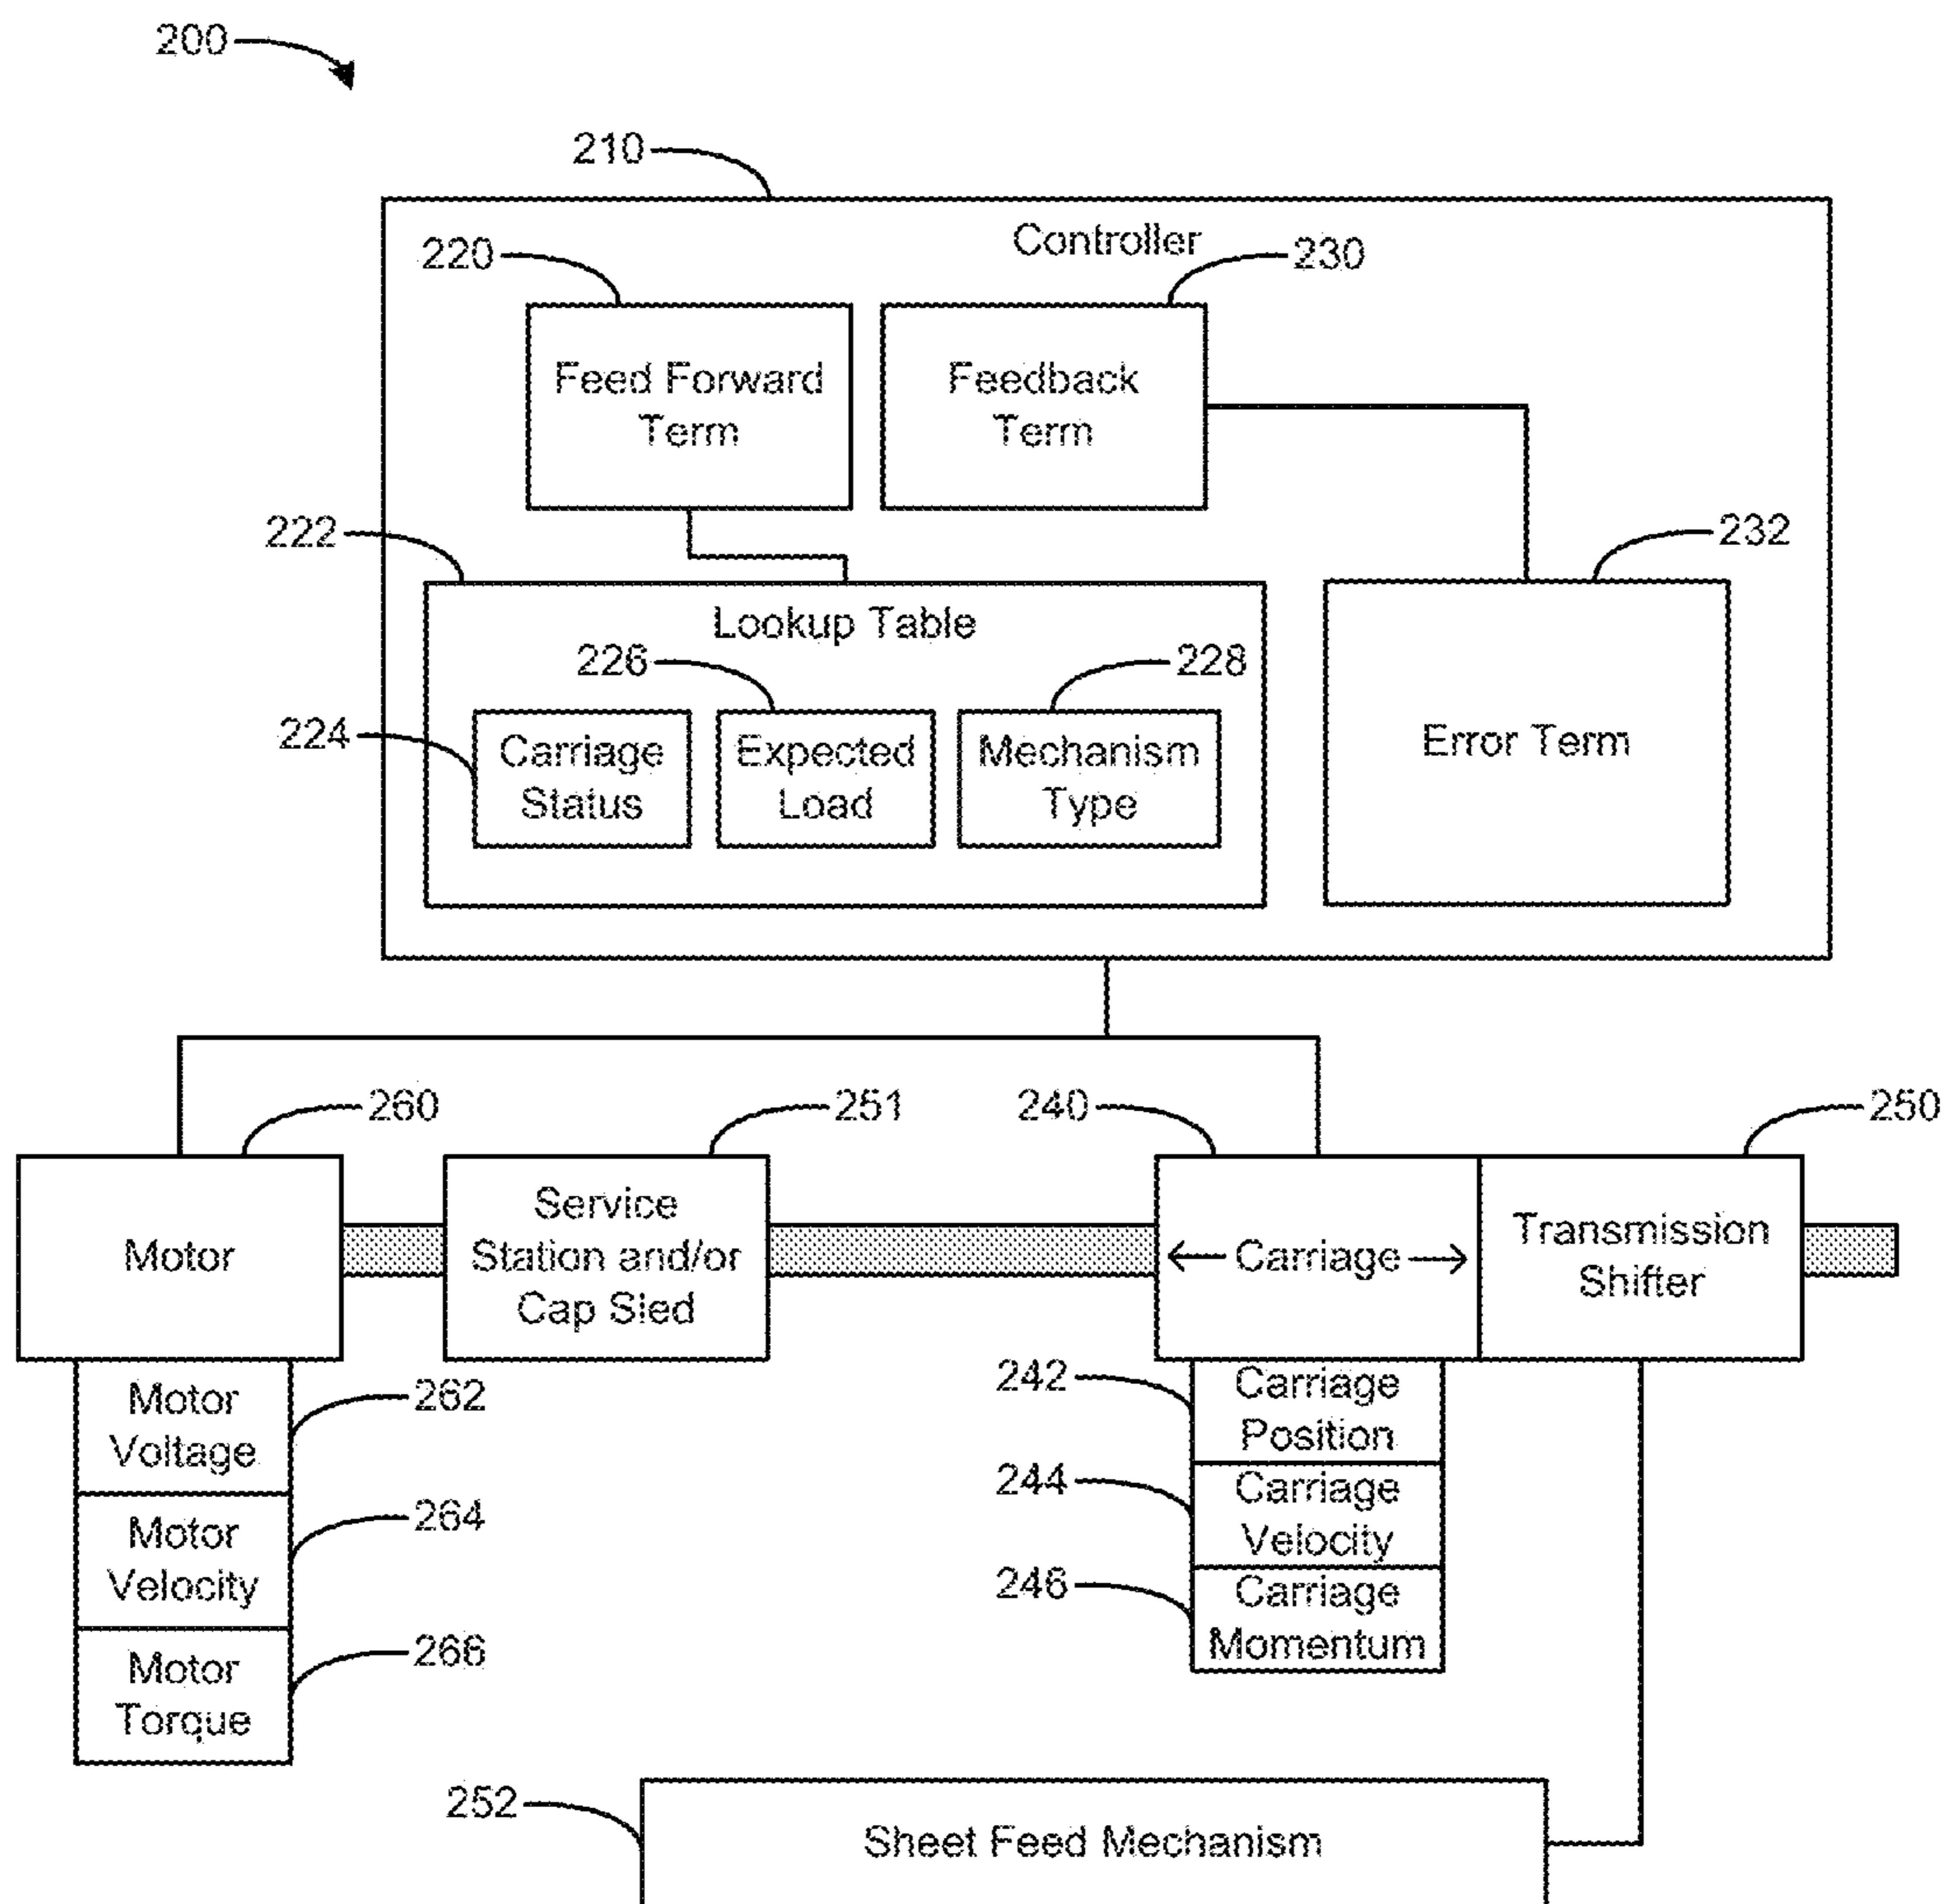 200
210
Controller
220
230
Feed Forward
Term
Feedback
Term
222
232
Lookup Table
226
228
224
Carriage
Status
Expected
Load
Mechanism
Type
Error Term
260
251
240
250
Motor
Service
Station and/or
Cap Sled
Carriage
Transmission
Shifter
Motor
Voltage
262
Motor
Velocity
264
Motor
Torque
266
242
Carriage
Position
244
Carriage
Velocity
246
Carriage
Momentum
252
Sheet Feed Mechanism